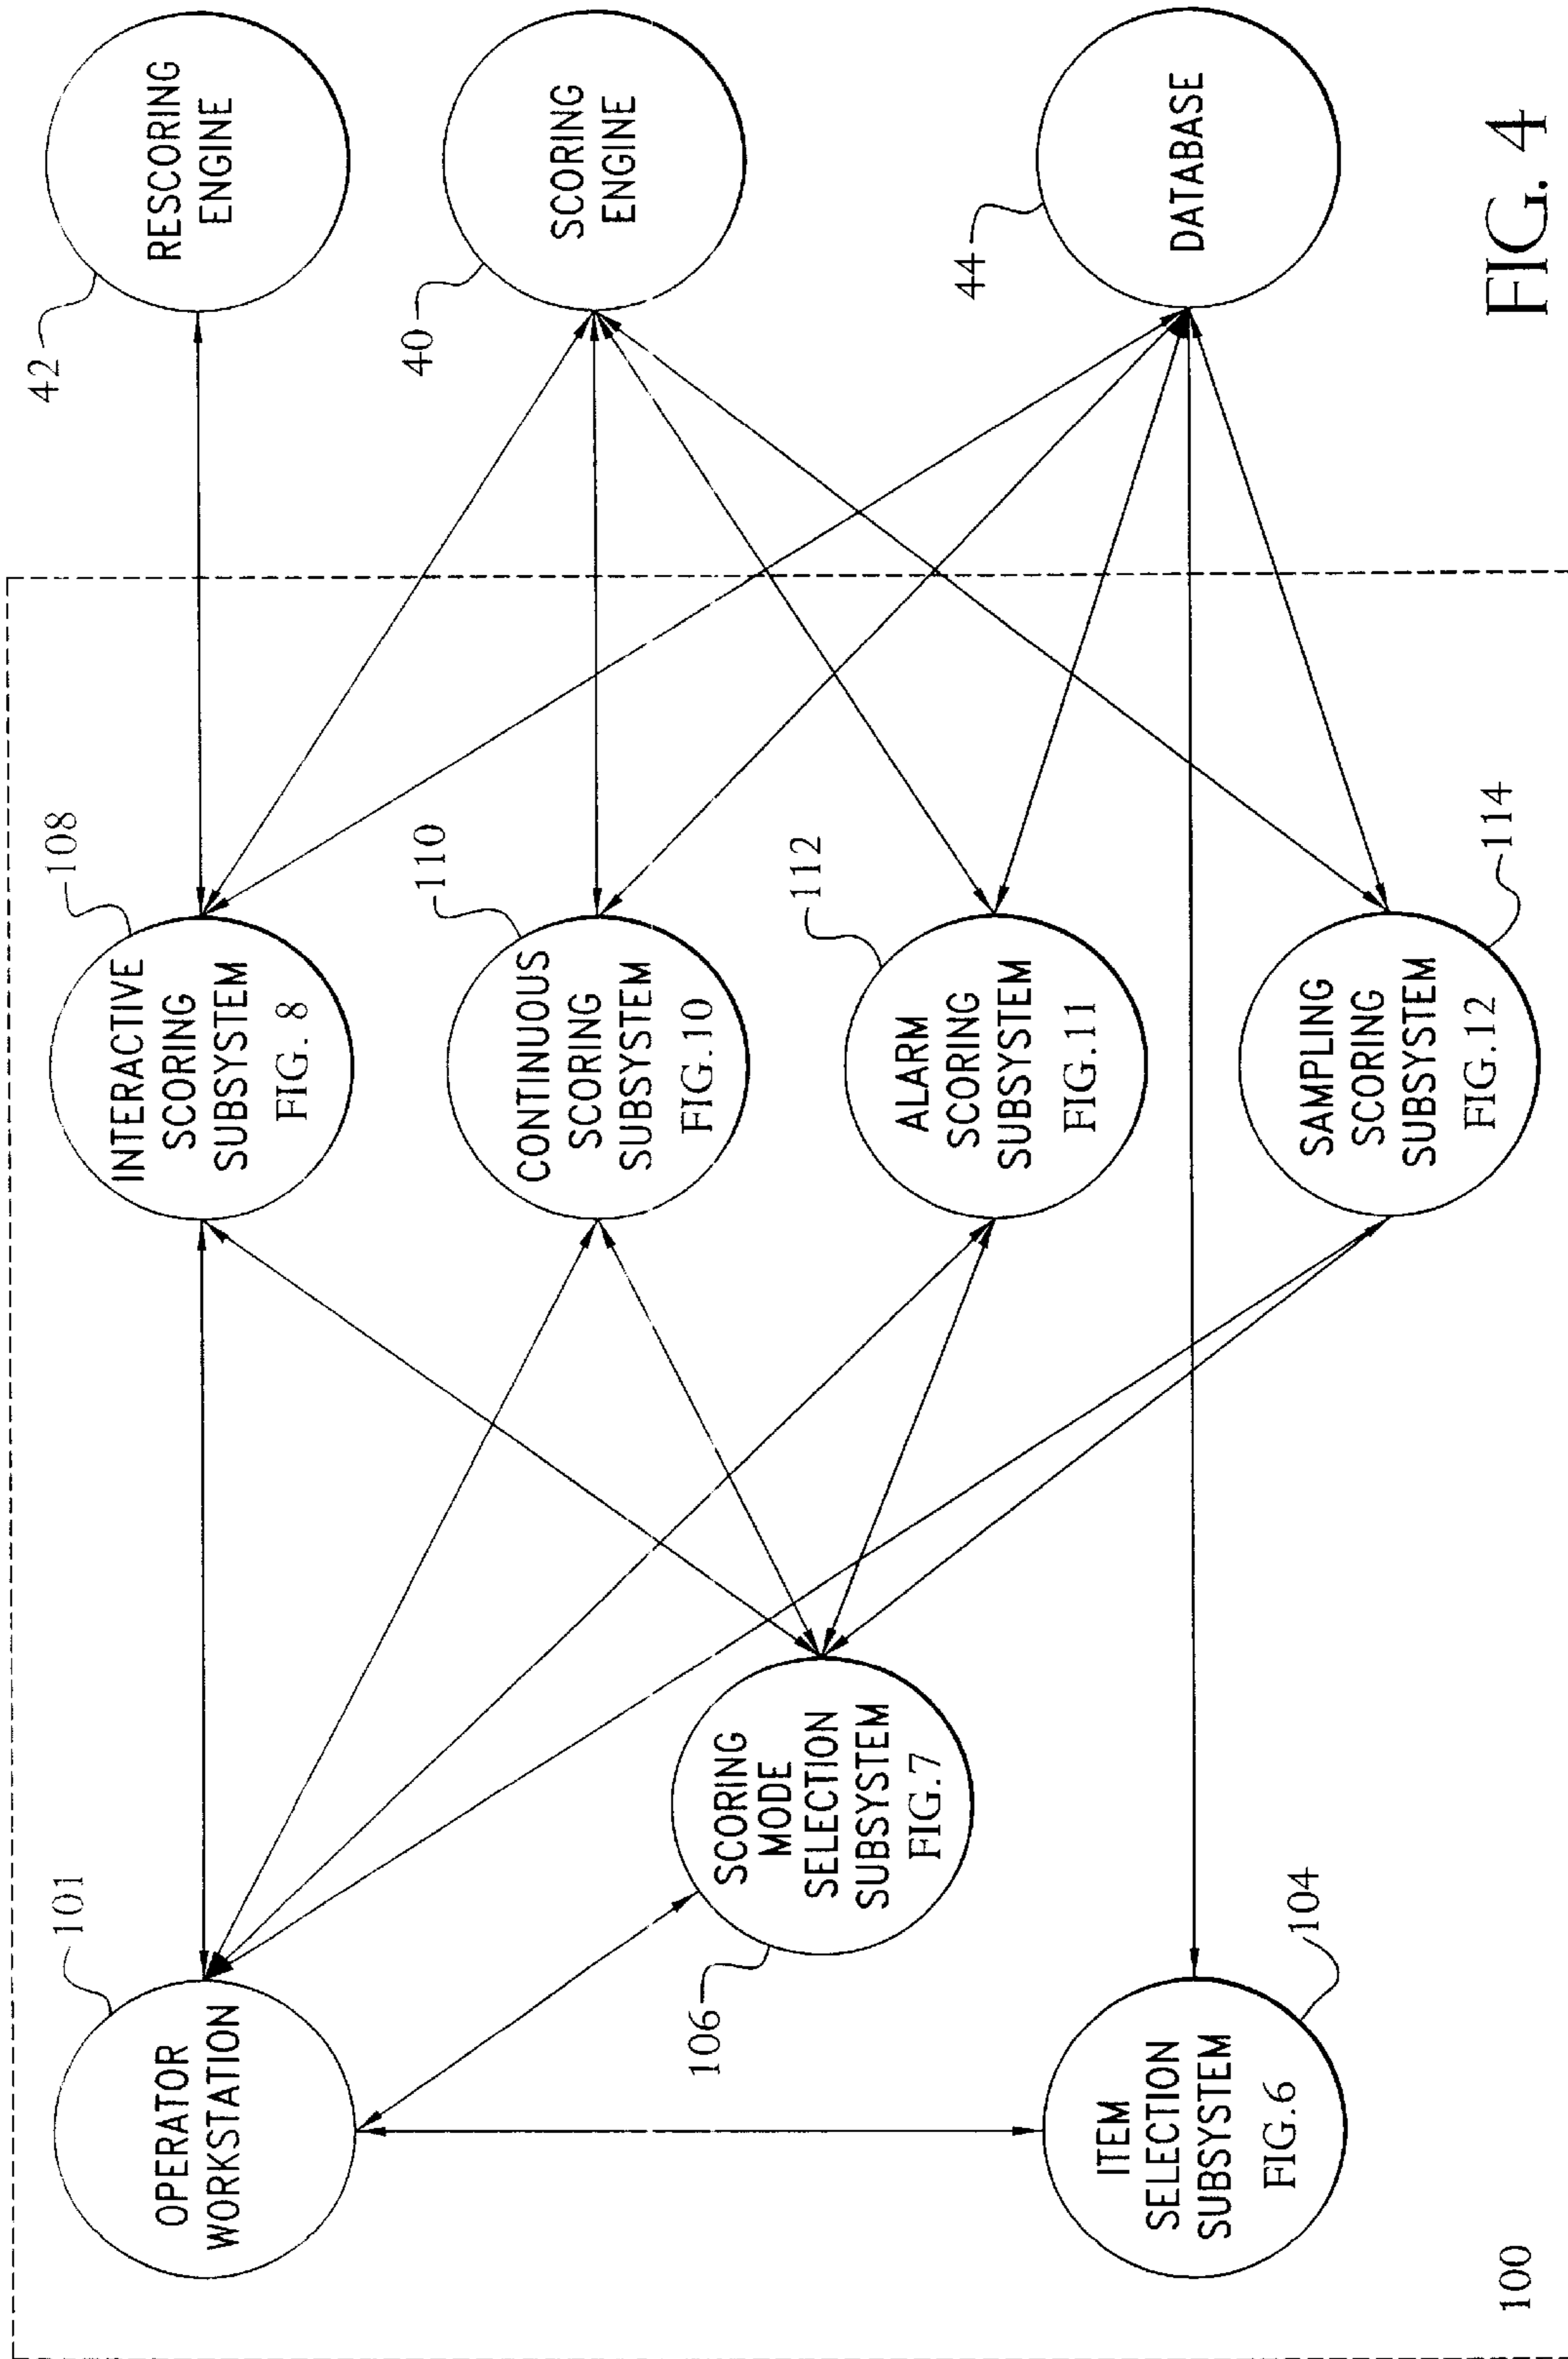 101
OPERATOR
WORKSTATION
106
SCORING
MODE
SELECTION
SUBSYSTEM
FIG.7
104
ITEM
SELECTION
SUBSYSTEM
FIG.6
108
INTERACTIVE
SCORING
SUBSYSTEM
FIG. 8
110
CONTINUOUS
SCORING
SUBSYSTEM
FIG.10
112
ALARM
SCORING
SUBSYSTEM
FIG.11
114
SAMPLING
SCORING
SUBSYSTEM
FIG.12
42
RESCORING
ENGINE
40
SCORING
ENGINE
44
DATABASE
100
FIG. 4